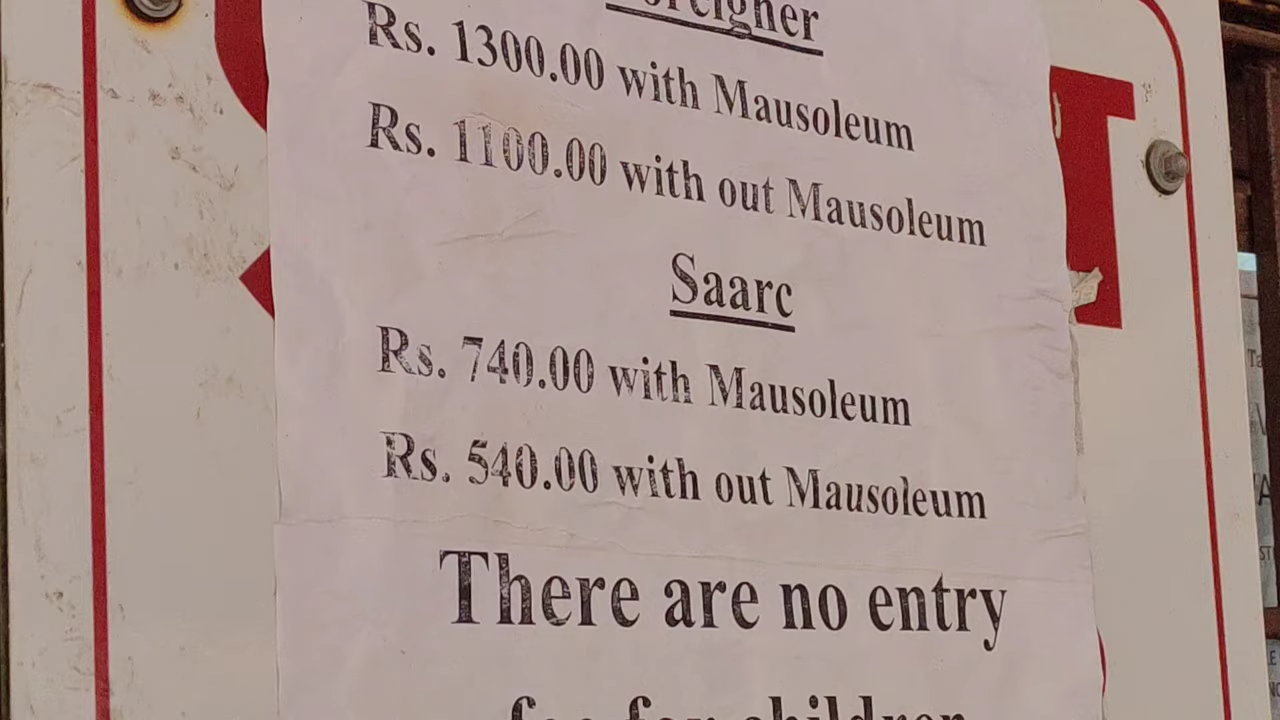 Foreigner
Rs. 1300.00 with Mausoleum
Rs. 1100.00 with out Mausoleum
Saarc
Rs. 740.00 with Mausoleum
Rs. 540.00 with out Mausoleum
There are no entry
fee for children